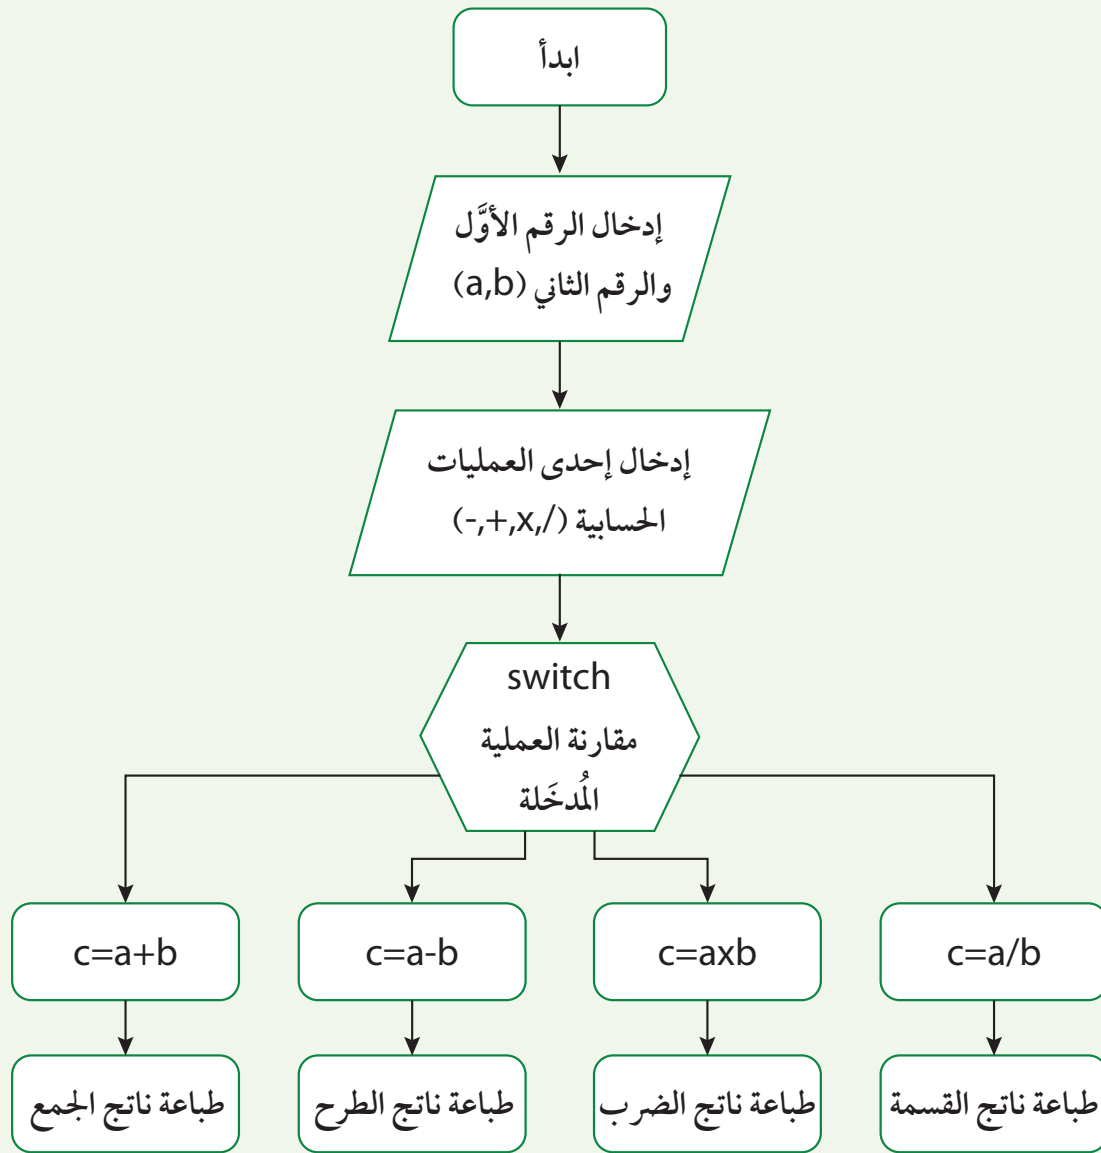 ابدأ
إدخال الرقم الأوَّل
والرقم الثاني (a,b)
إدخال إحدى العمليات
الحسابية (/,x,+,-)
switch
مقارنة العملية
المُدخَلة
c=a+b
c=a-b
c=axb
c=a/b
طباعة ناتج الجمع
طباعة ناتج الطرح
طباعة ناتج الضرب
طباعة ناتج القسمة